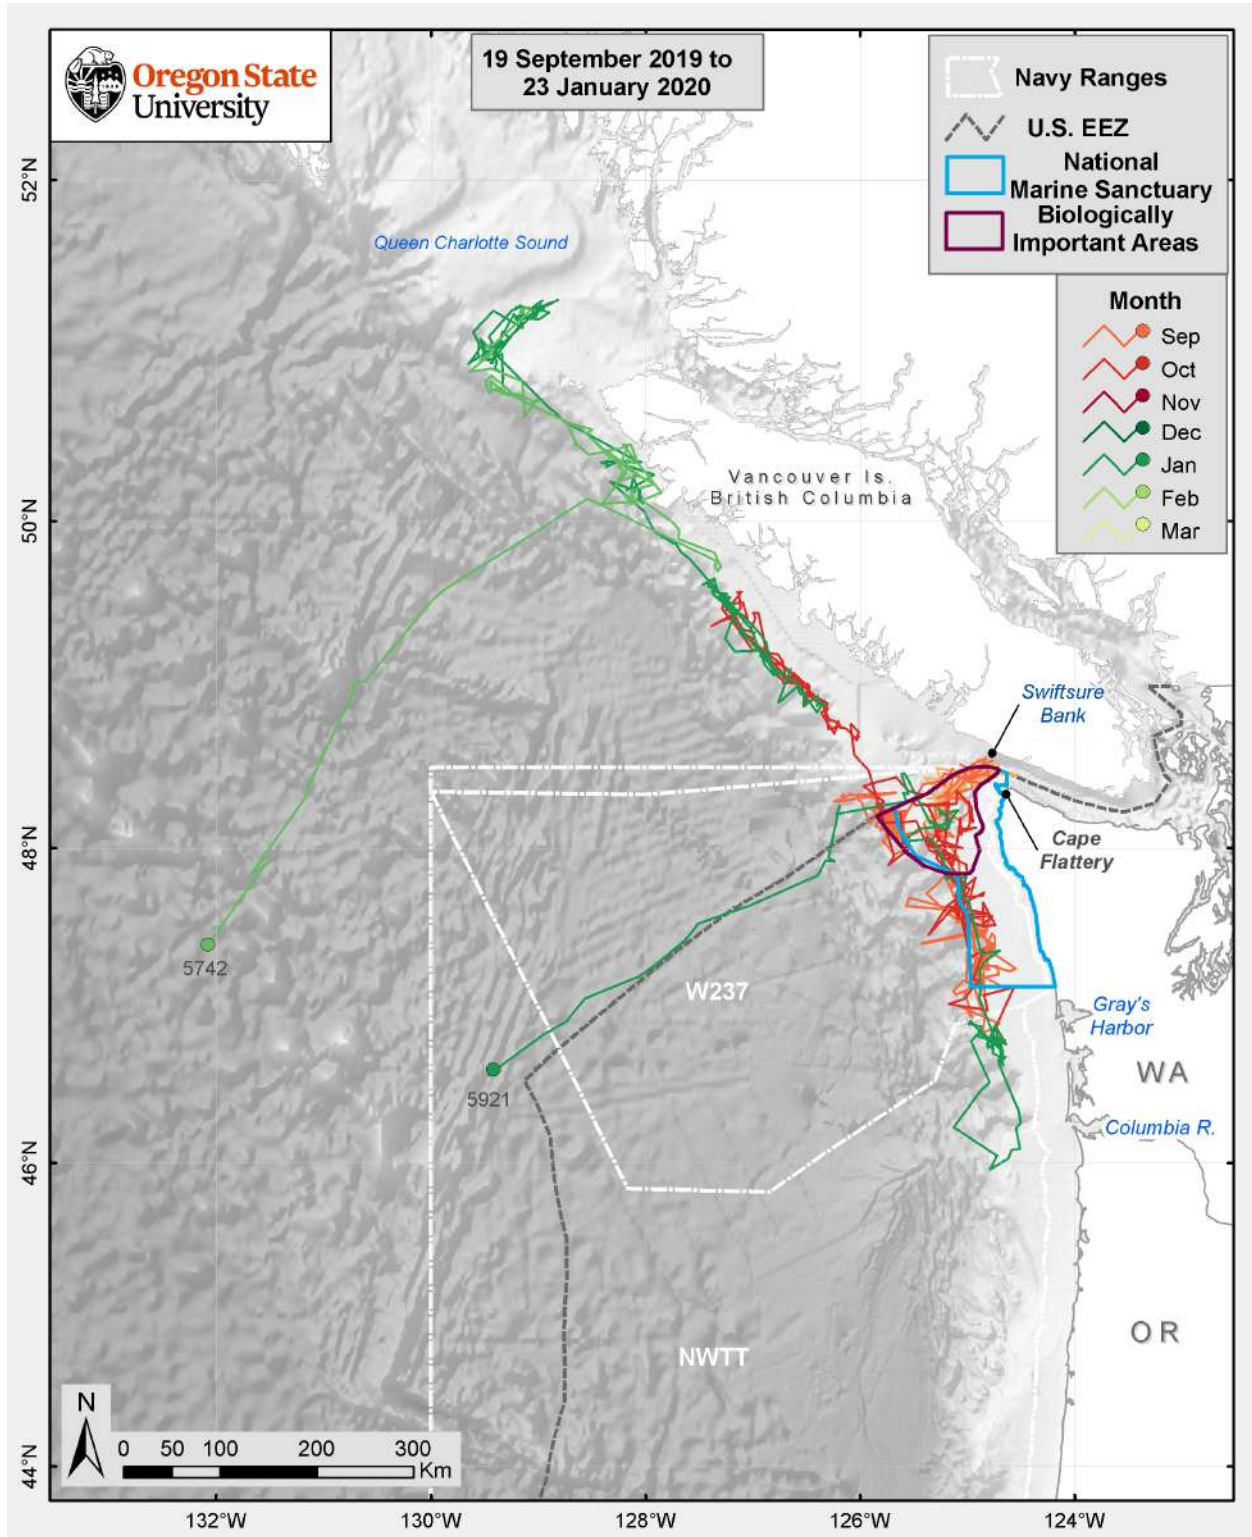 Oregon State
University
19 September 2019 to
23 January 2020
Navy Ranges
U.S. EEZ
National
Marine Sanctuary
Biologically
Important Areas
Month
Sep
Oct
Nov
Dec
Jan
Feb
Mar
Queen Charlotte Sound
Vancouver Is.
British Columbia
Swiftsure
Bank
Cape
Flattery
5742
W237
5921
Gray's
Harbor
WA
Columbia R.
OR
NWTT
N
0 50 100 200 300
Km
52°N
50°N
48°N
46°N
44°N
132°W 130°W 128°W 126°W 124°W